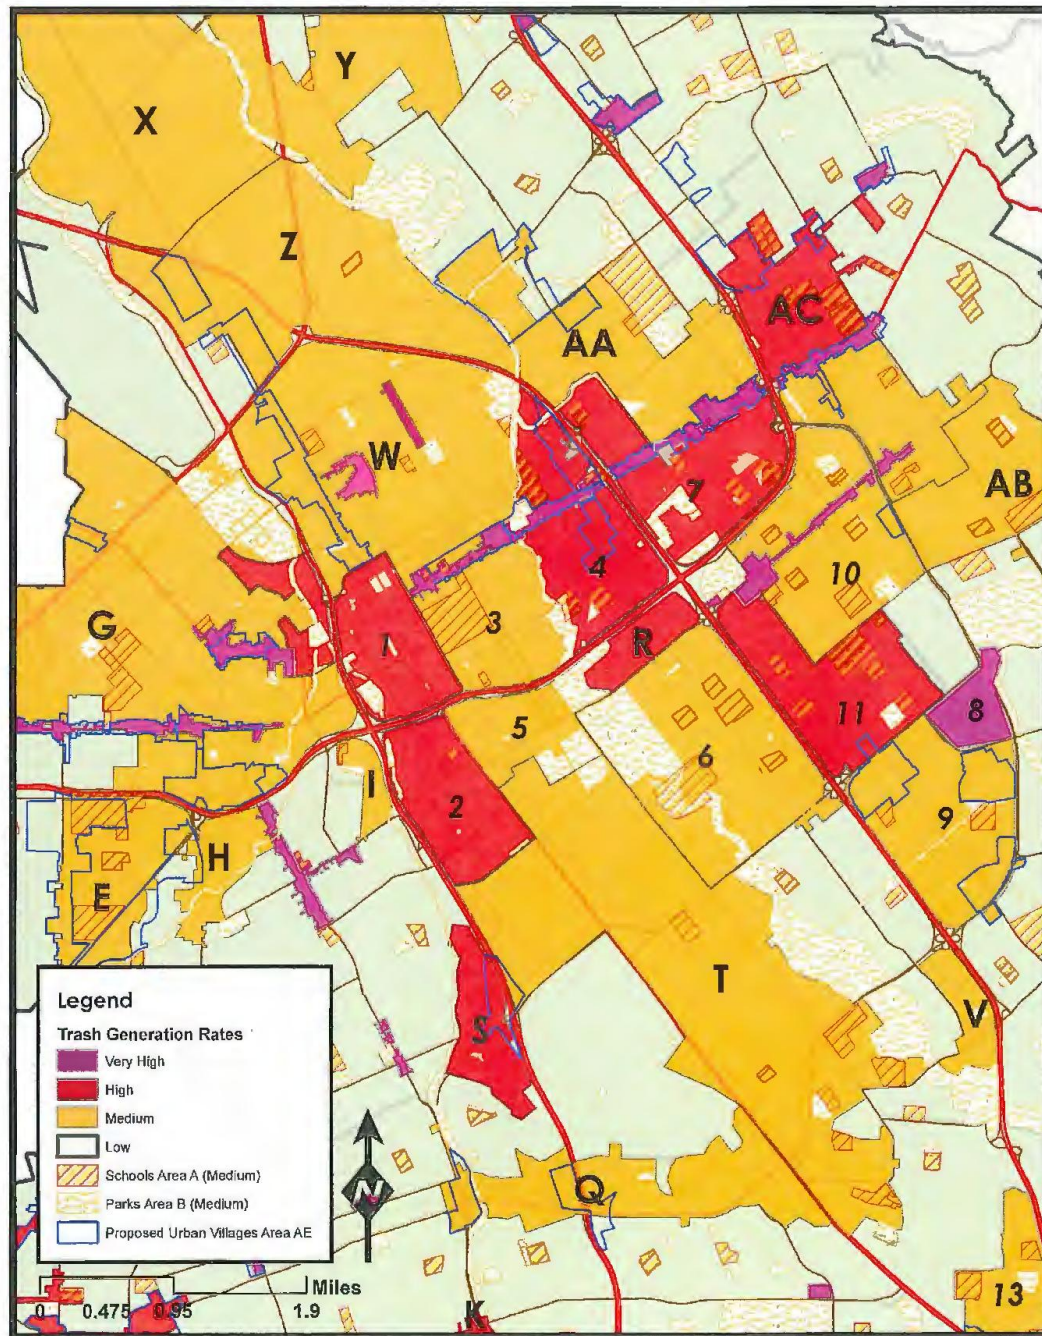 Y
X
Z
AC
AA
W
7
AB
4
10
G
1
3
R
5
11
8
6
I
2
9
H
E
T
V
S
Q
K
13
N
Legend
Trash Generation Rates
Very High
High
Medium
Low
Schools Area A (Medium)
Parks Area B (Medium)
Proposed Urban Villages Area AE
Miles
0 0.475 0.95 1.9